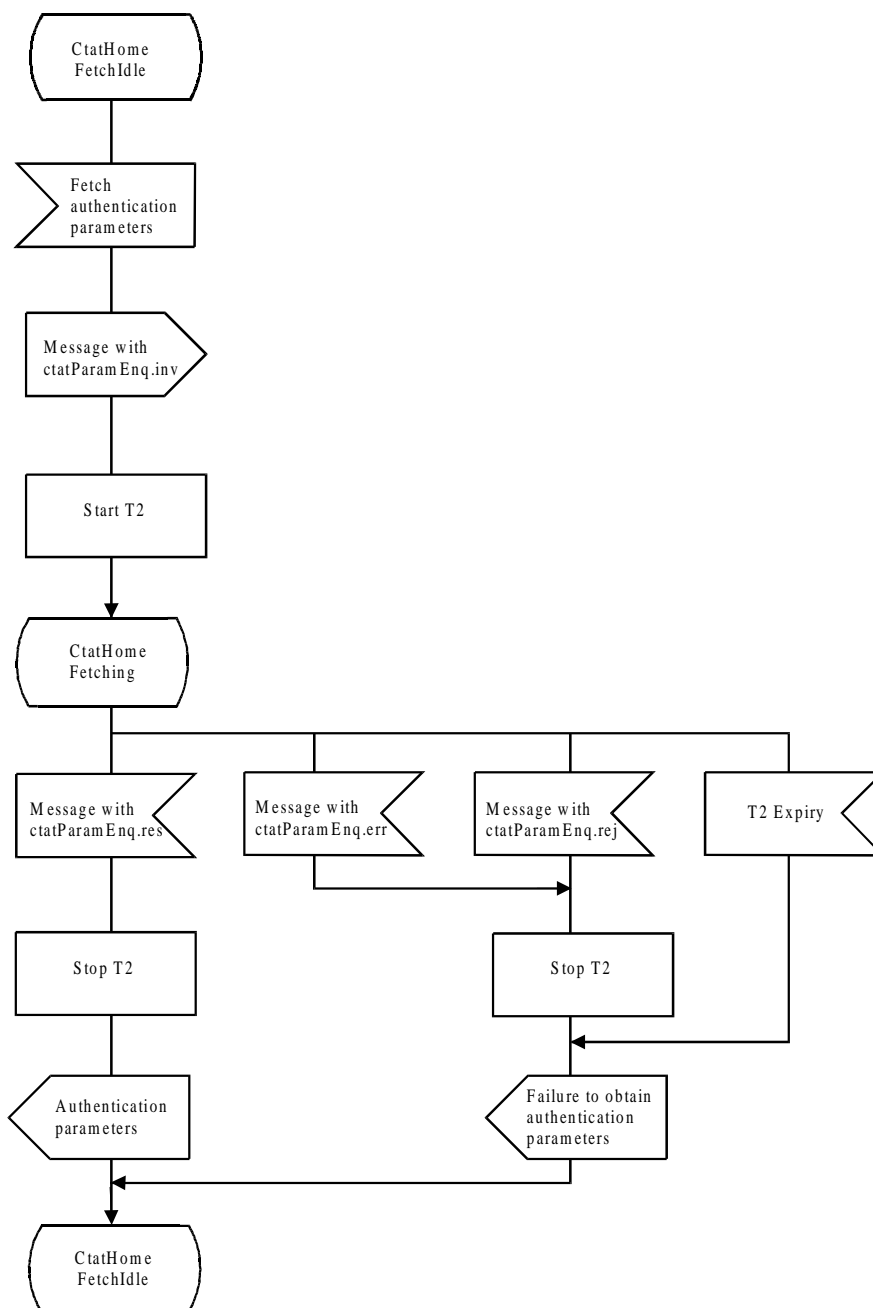 CtatHome
FetchIdle
Fetch
authentication
parameters
Message with
ctatParamEnq.inv
Start T2
CtatHome
Fetching
Message with
ctatParamEnq.res
Message with
ctatParamEnq.err
Message with
ctatParamEnq.rej
T2 Expiry
Stop T2
Stop T2
Authentication
parameters
Failure to obtain
authentication
parameters
CtatHome
FetchIdle